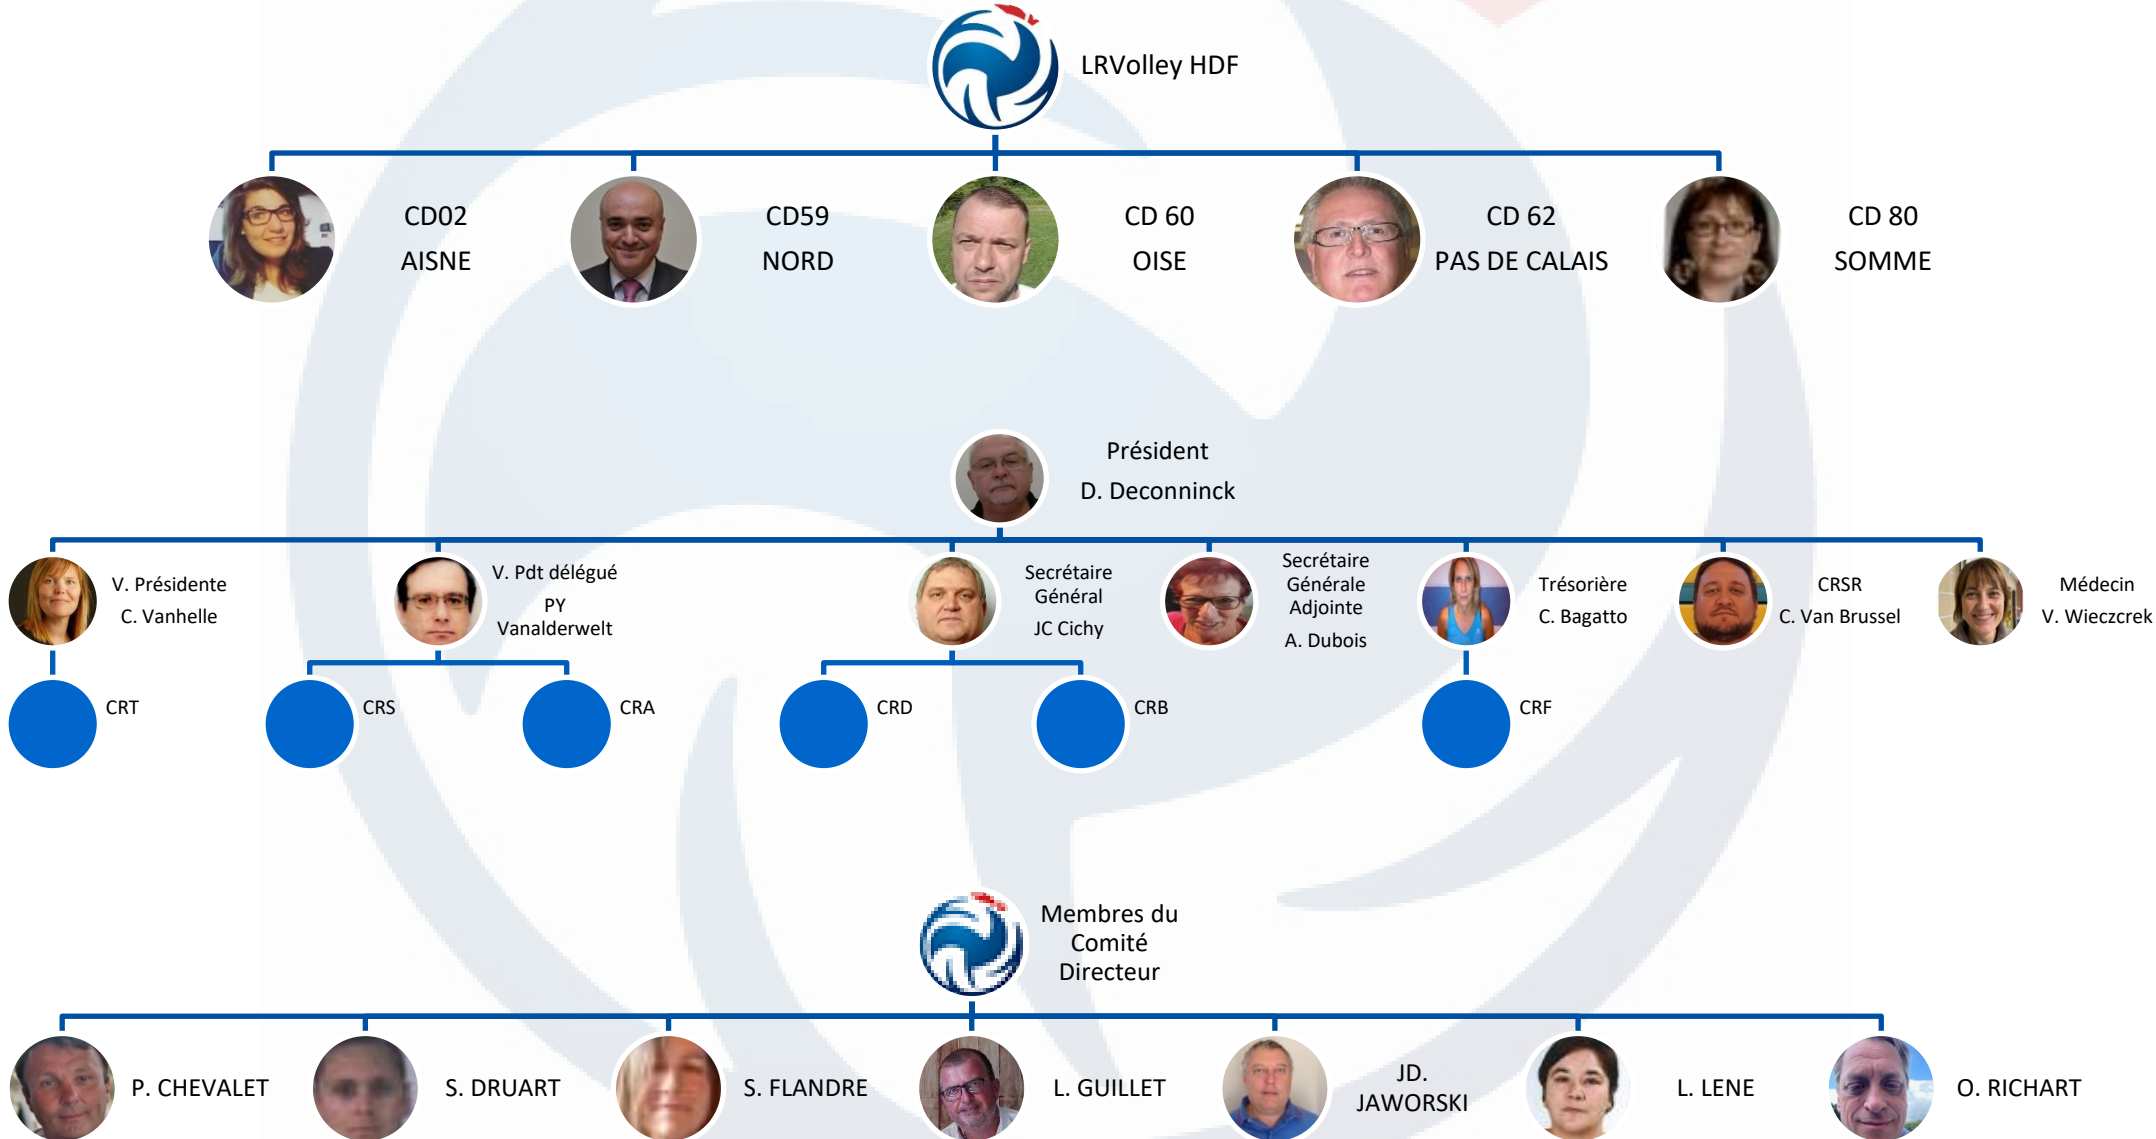 LRVolley HDF
CD02
AISNE
CD59
NORD
CD 60
OISE
CD 62
PAS DE CALAIS
CD 80
SOMME
Président
D. Deconninck
V. Présidente
C. Vanhelle
V. Pdt délégué
PY
Vanalderwelt
Secrétaire
Général
JC Cichy
Secrétaire
Générale
Adjointe
A. Dubois
Trésorière
C. Bagatto
CRSR
C. Van Brussel
Médecin
V. Wieczcrek
CRT
CRS
CRA
CRD
CRB
CRF
Membres du
Comité
Directeur
P. CHEVALET
S. DRUART
S. FLANDRE
L. GUILLET
JD.
JAWORSKI
L. LENE
O. RICHART